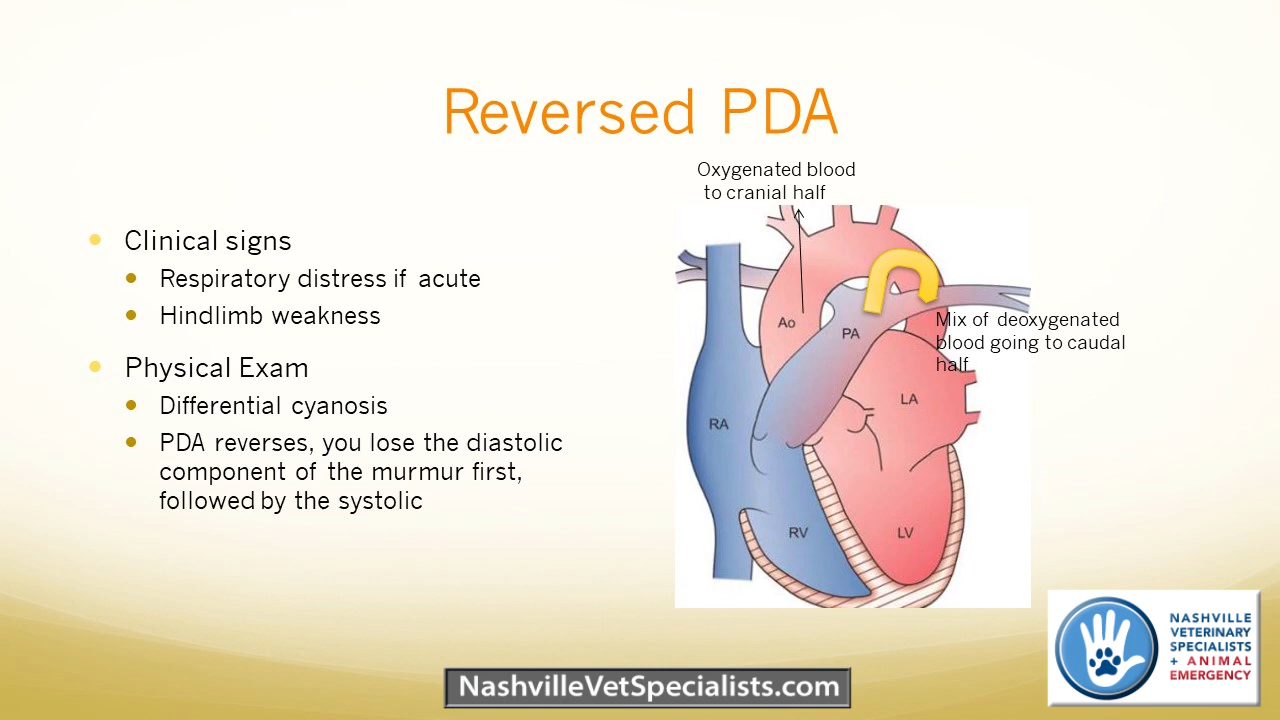 Reversed PDA
Oxygenated blood
to cranial half
Clinical signs
Respiratory distress if acute
Hindlimb weakness
Physical Exam
Differential cyanosis
PDA reverses, you lose the diastolic
component of the murmur first,
followed by the systolic
Ao
PA
Mix of deoxygenated
blood going to caudal
half
LA
RA
RV
LV
NASHVILLE
VETERINARY
SPECIALISTS
+ ANIMAL
EMERGENCY
NashvilleVetSpecialists.com